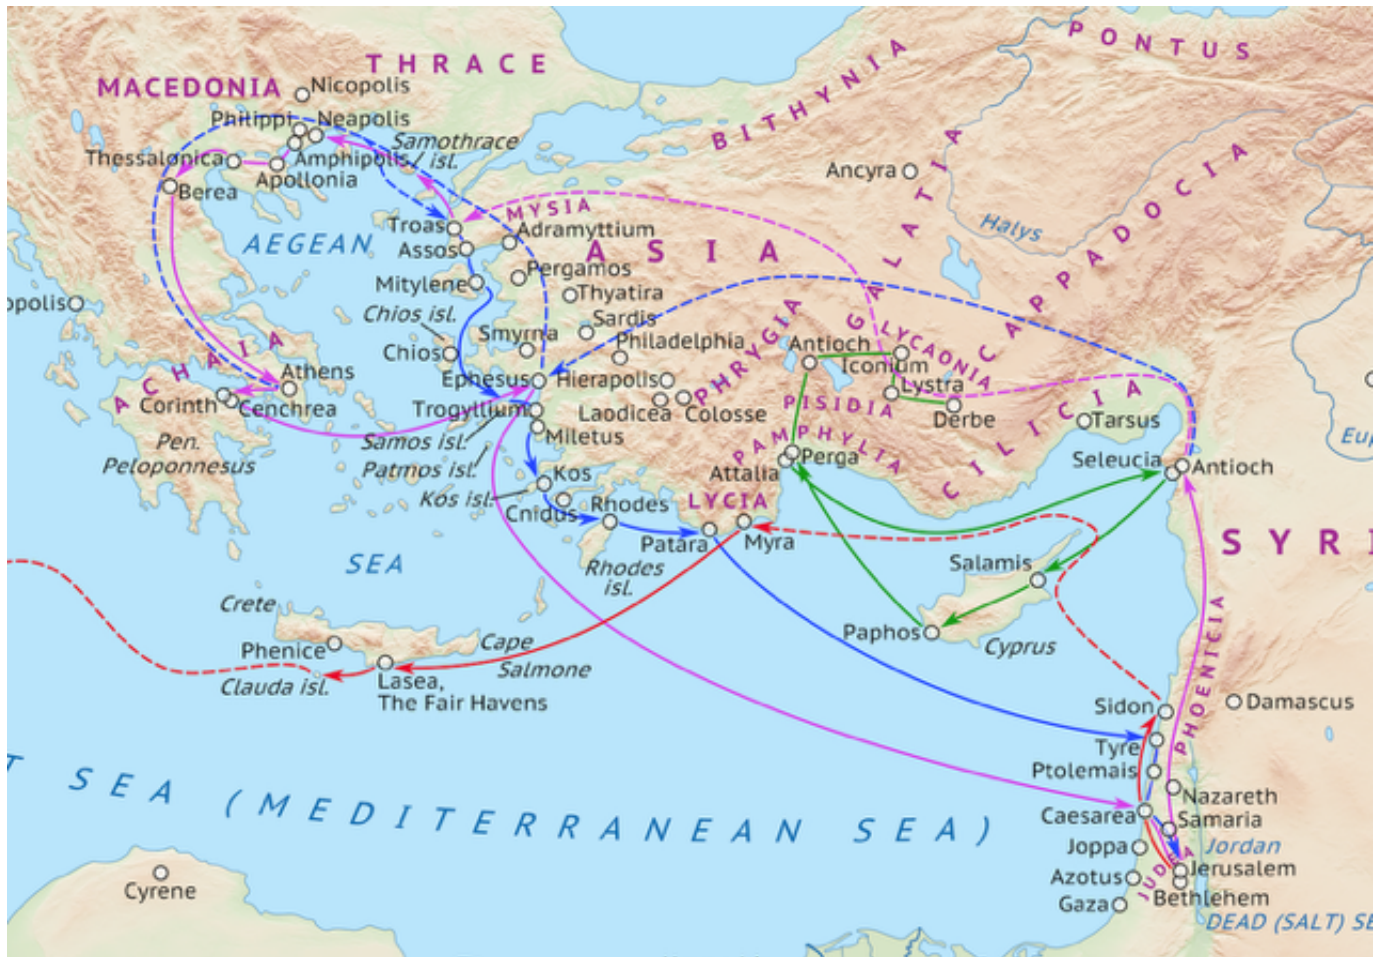 PONTUS
THRACE
BITHYNIA
MACEDONIA
Nicopolis
Philippi
Neapolis
Samothrace
isl.
Thessalonica
Amphipolis
Apollonia
Berea
Ancyra
GALATIA
CAPPADOCIA
Halys
MYSIA
Troas
Adramyttium
AEGEAN
Assos
ASIA
Pergamos
Mitylene
Thyatira
opolis
Chios isl.
Sardis
Smyrna
Philadelphia
PHRYGIA
Antioch
LYCAONIA
Iconium
Chios
ACHAIA
Athens
Ephesus
Hierapolis
Lystra
Corinth
Cenchrea
Trogyllium
Laodicea
Colosse
PISIDIA
Derbe
CILICIA
Tarsus
Pen.
Peloponnesus
Samos isl.
Miletus
PAMPHYLIA
Patmos isl.
Attalia
Perga
Seleucia
Antioch
Kos
Kos isl.
Cnidus
Rhodes
LYCIA
Patara
Myra
SYRI
Eup
SEA
Rhodes
isl.
Salamis
Crete
Paphos
Cyprus
Phenice
Cape
Salmone
Clauda isl.
Lasea,
The Fair Havens
PHOENICIA
Sidon
Damascus
Tyre
Ptolemais
T SEA (MEDITERRANEAN SEA)
Nazareth
Caesarea
Samaria
Joppa
Jordan
JUDEA
Jerusalem
Azotus
Bethlehem
Gaza
DEAD (SALT) SE
Cyrene